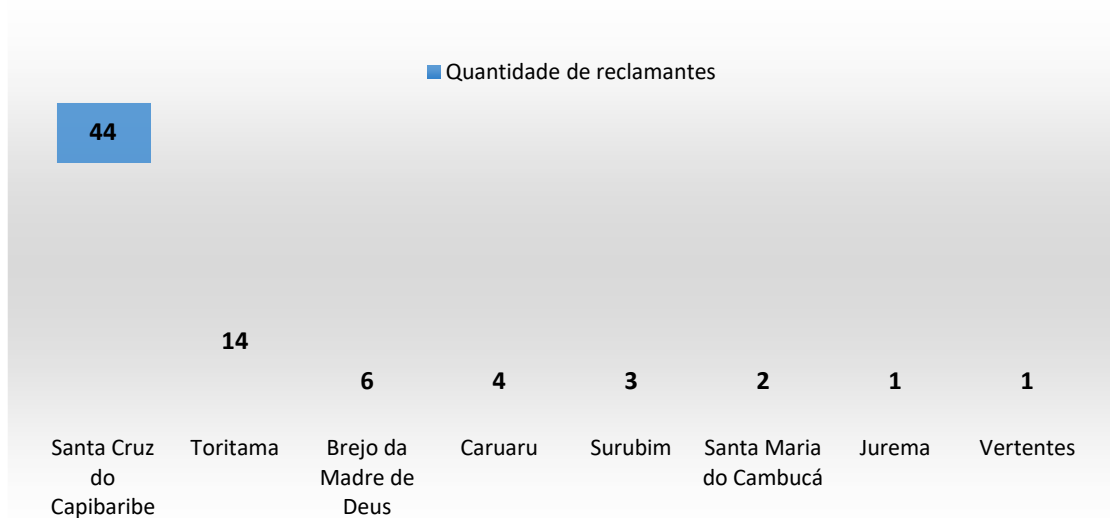 Quantidade de reclamantes
44
14
6
4
3
2
1
1
Santa Cruz
do
Capibaribe
Toritama
Brejo da
Madre de
Deus
Caruaru
Surubim
Santa Maria
do Cambucá
Jurema
Vertentes